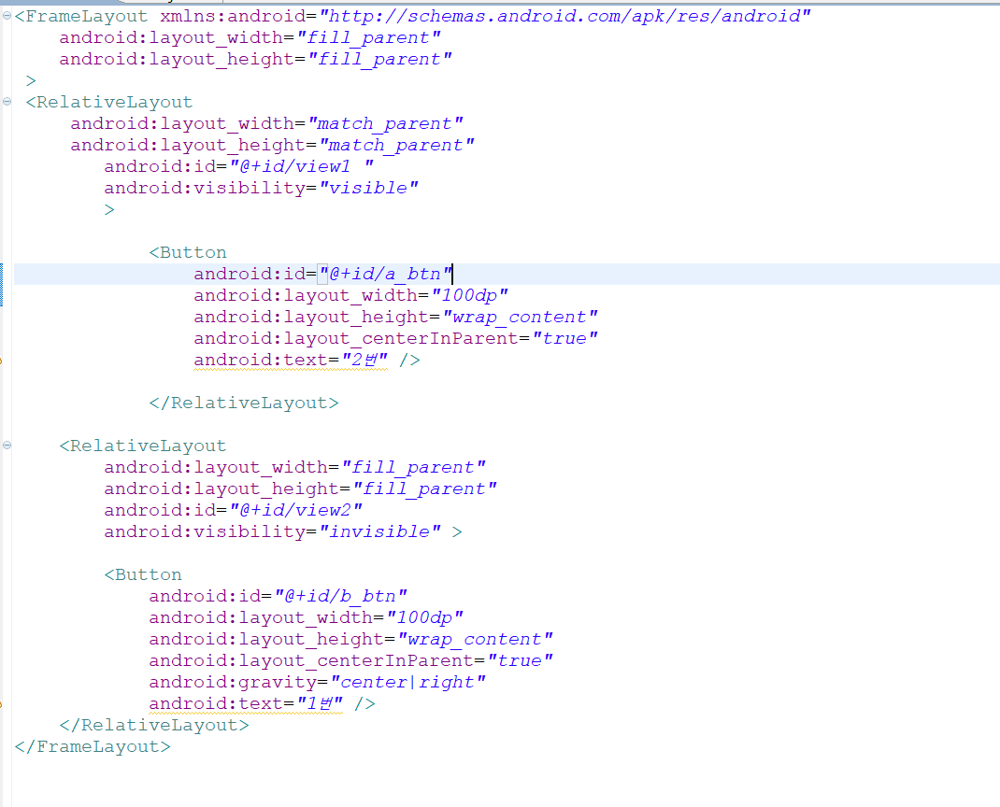 <FrameLayout xmlns:android="http://schemas.android.com/apk/res/android"
    android:layout_width="fill_parent"
    android:layout_height="fill_parent"
 >
 <RelativeLayout
     android:layout_width="match_parent"
     android:layout_height="match_parent"
        android:id="@+id/view1 "
        android:visibility="visible"
        >
            <Button
                android:id="@+id/a_btn"
                android:layout_width="100dp"
                android:layout_height="wrap_content"
                android:layout_centerInParent="true"
                android:text="2번" />
            </RelativeLayout>
    <RelativeLayout
        android:layout_width="fill_parent"
        android:layout_height="fill_parent"
        android:id="@+id/view2"
        android:visibility="invisible" >
        <Button
            android:id="@+id/b_btn"
            android:layout_width="100dp"
            android:layout_height="wrap_content"
            android:layout_centerInParent="true"
            android:gravity="center|right"
            android:text="1번" />
    </RelativeLayout>
</FrameLayout>